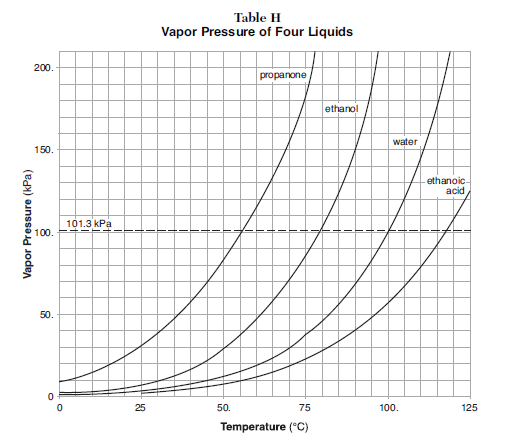 Table H
Vapor Pressure of Four Liquids
200.
propanone
ethanol
water
150.
ethanoic
acid
Vapor Pressure (kPa)
101.3 kPa
100.
50.
0
0
25
50.
75
100.
125
Temperature (°C)